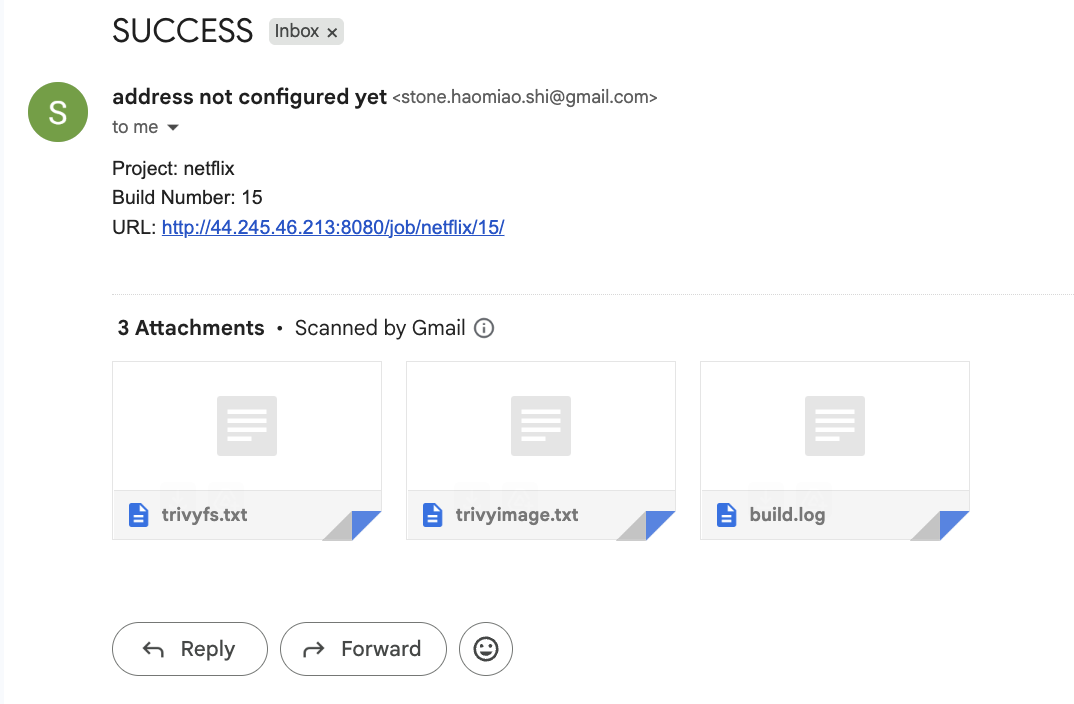 SUCCESS Inbox ×
S
address not configured yet <stone.haomiao.shi@gmail.com>
to me
Project: netflix
Build Number: 15
URL: http://44.245.46.213:8080/job/netflix/15/
3 Attachments • Scanned by Gmail
trivyfs.txt trivyimage.txt build.log
Reply Forward